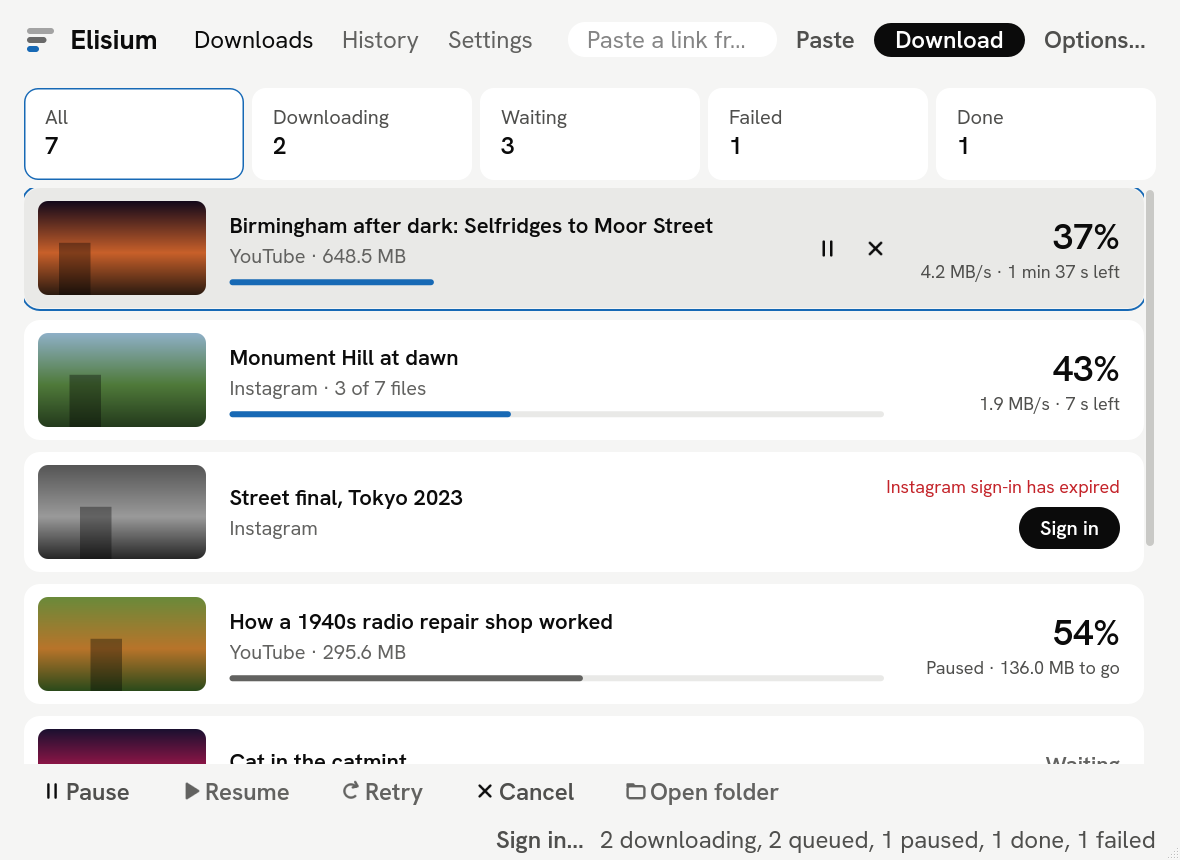 Elisium Downloads History Settings Paste a link fr... Paste Download Options...
All Downloading Waiting Failed Done
7 2 3 1 1
Birmingham after dark: Selfridges to Moor Street
YouTube · 648.5 MB
37%
4.2 MB/s · 1 min 37 s left
Monument Hill at dawn
Instagram · 3 of 7 files
43%
1.9 MB/s · 7 s left
Street final, Tokyo 2023
Instagram
Instagram sign-in has expired
Sign in
How a 1940s radio repair shop worked
YouTube · 295.6 MB
54%
Paused · 136.0 MB to go
Cat in the catmint
Waiting
Pause Resume Retry Cancel Open folder
Sign in... 2 downloading, 2 queued, 1 paused, 1 done, 1 failed